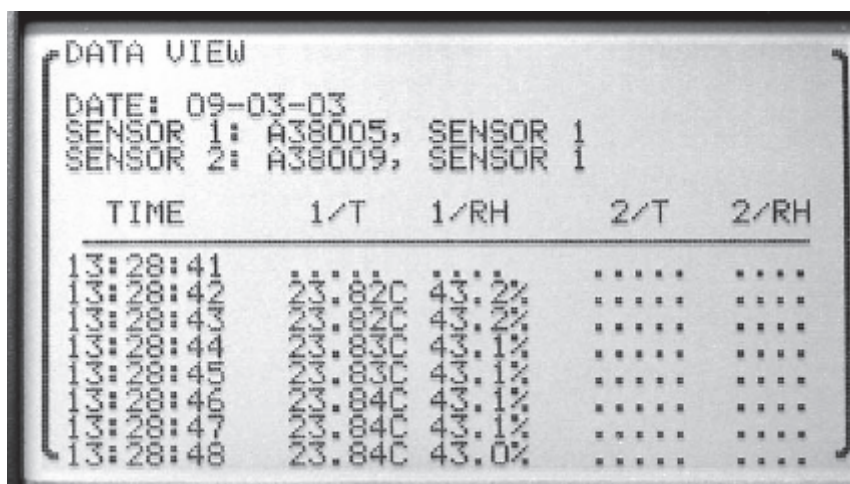 DATA VIEW
DATE: 09-03-03
SENSOR 1: A38005, SENSOR 1
SENSOR 2: A38009, SENSOR 1
TIME 1/T 1/RH 2/T 2/RH
13:28:41 ..... .... ..... ....
13:28:42 23.82C 43.2% ..... ....
13:28:43 23.82C 43.2% ..... ....
13:28:44 23.83C 43.1% ..... ....
13:28:45 23.83C 43.1% ..... ....
13:28:46 23.84C 43.1% ..... ....
13:28:47 23.84C 43.1% ..... ....
13:28:48 23.84C 43.0% ..... ....